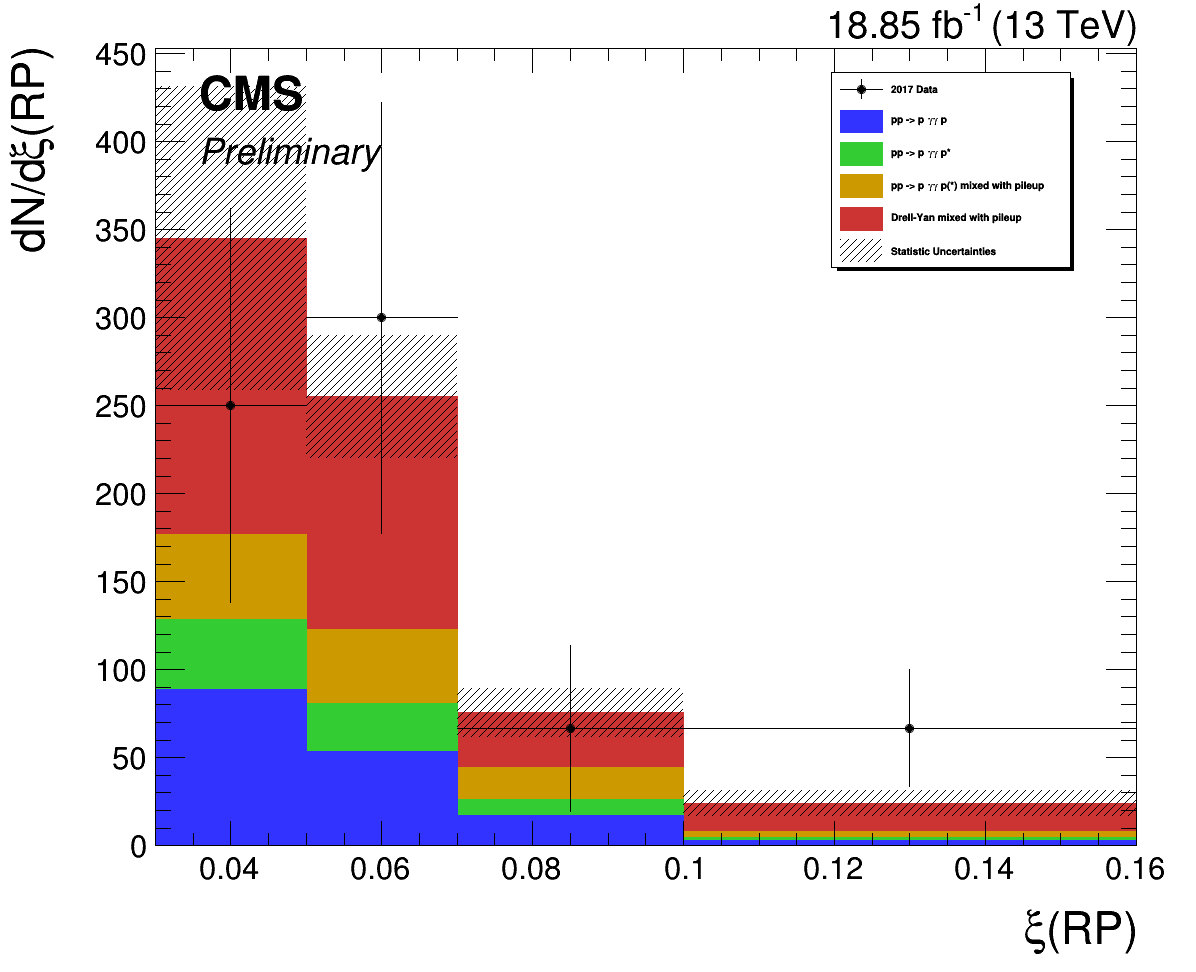 18.85 fb⁻¹ (13 TeV)
dN/dξ(RP)
CMS
Preliminary
2017 Data
pp -> p γγ p
pp -> p γγ p*
pp -> p γγ p(*) mixed with pileup
Drell-Yan mixed with pileup
Statistic Uncertainties
450
400
350
300
250
200
150
100
50
0
0.04 0.06 0.08 0.1 0.12 0.14 0.16
ξ(RP)